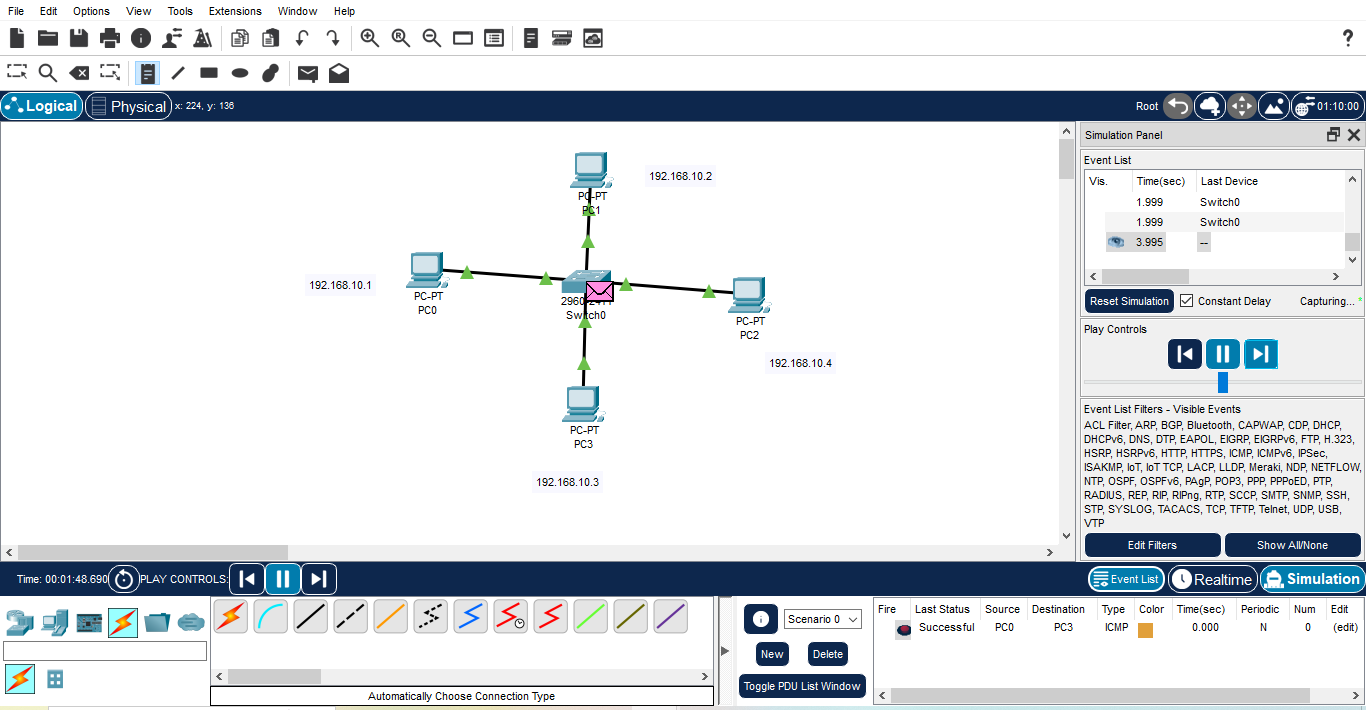 File Edit Options View Tools Extensions Window Help
?
Logical Physical x: 224, y: 136 Root 01:10:00
Simulation Panel
Event List
Vis. Time(sec) Last Device
1.999 Switch0
1.999 Switch0
3.995 --
Reset Simulation Constant Delay Capturing... *
Play Controls
Event List Filters - Visible Events
ACL Filter, ARP, BGP, Bluetooth, CAPWAP, CDP, DHCP,
DHCPv6, DNS, DTP, EAPOL, EIGRP, EIGRPv6, FTP, H.323,
HSRP, HSRPv6, HTTP, HTTPS, ICMP, ICMPv6, IPSec,
ISAKMP, IoT, IoT TCP, LACP, LLDP, Meraki, NDP, NETFLOW,
NTP, OSPF, OSPFv6, PAgP, POP3, PPP, PPPoED, PTP,
RADIUS, REP, RIP, RIPng, RTP, SCCP, SMTP, SNMP, SSH,
STP, SYSLOG, TACACS, TCP, TFTP, Telnet, UDP, USB,
VTP
Edit Filters Show All/None
192.168.10.2
PC-PT
PC1
192.168.10.1
PC-PT
PC0
Switch0
PC-PT
PC2
192.168.10.4
PC-PT
PC3
192.168.10.3
Time: 00:01:48.690 PLAY CONTROLS: Event List Realtime Simulation
Automatically Choose Connection Type
Scenario 0
New Delete
Toggle PDU List Window
Fire Last Status Source Destination Type Color Time(sec) Periodic Num Edit
Successful PC0 PC3 ICMP 0.000 N 0 (edit)